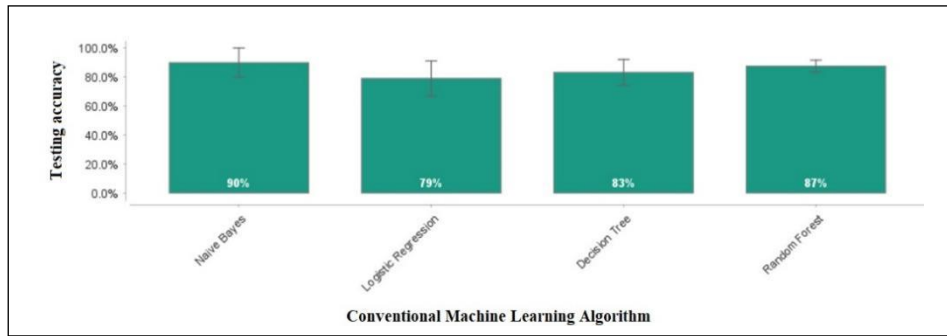 Testing accuracy
100.0%
80.0%
60.0%
40.0%
20.0%
0.0%
90%
79%
83%
87%
Naive Bayes
Logistic Regression
Decision Tree
Random Forest
Conventional Machine Learning Algorithm